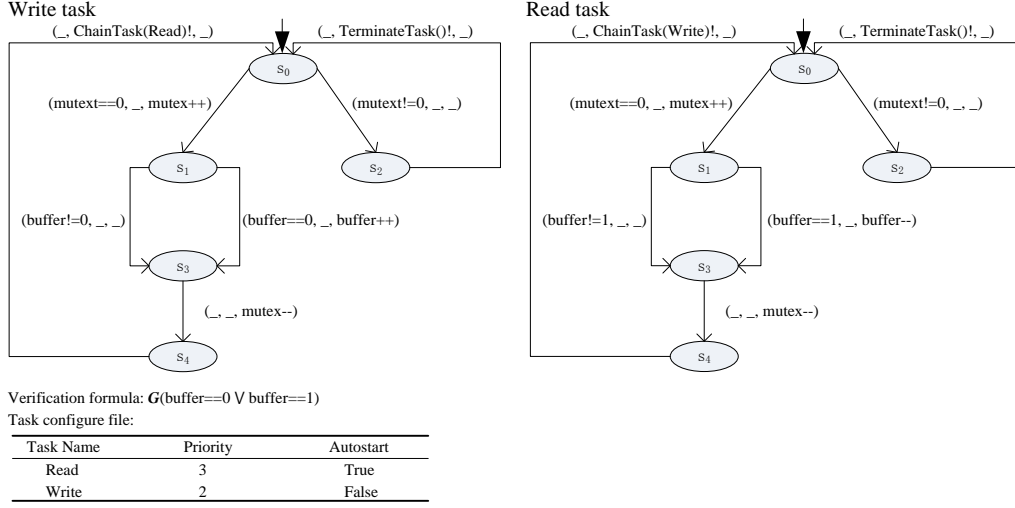 Write task
(_, ChainTask(Read)!, _)
(_, TerminateTask()!, _)
s0
(mutext==0, _, mutex++)
(mutext!=0, _, _)
s1
s2
(buffer!=0, _, _)
(buffer==0, _, buffer++)
s3
(_, _, mutex--)
s4
Read task
(_, ChainTask(Write)!, _)
(_, TerminateTask()!, _)
s0
(mutext==0, _, mutex++)
(mutext!=0, _, _)
s1
s2
(buffer!=1, _, _)
(buffer==1, _, buffer--)
s3
(_, _, mutex--)
s4
Verification formula: G(buffer==0 V buffer==1)
Task configure file:
Task Name Priority Autostart
Read 3 True
Write 2 False